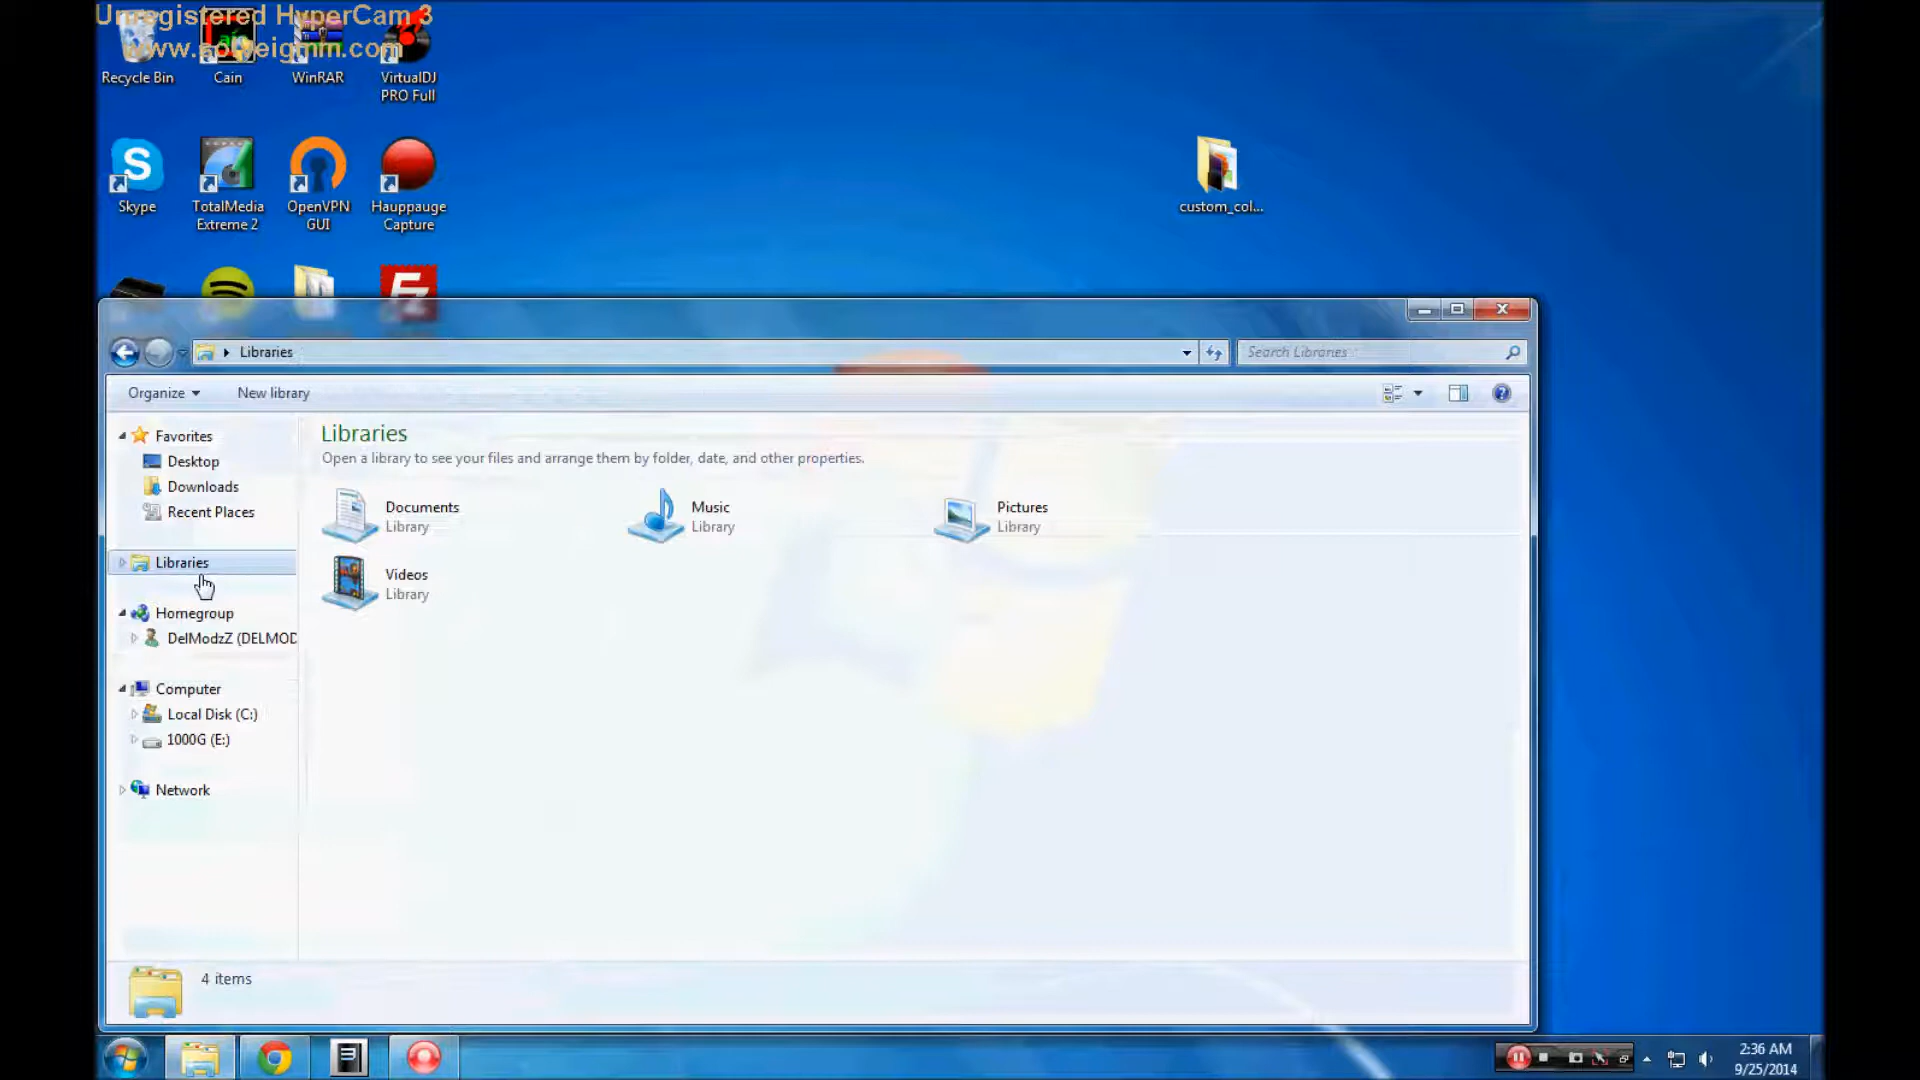 Unregistered HyperCam 3
www.solveigmm.com
Recycle Bin
Cain
WinRAR
VirtualDJ
PRO Full
Skype
TotalMedia
Extreme 2
OpenVPN
GUI
Hauppauge
Capture
custom_col...
Libraries
Search Libraries
Organize
New library
Favorites
Desktop
Downloads
Recent Places
Libraries
Homegroup
DelModzZ (DELMOD
Computer
Local Disk (C:)
1000G (E:)
Network
Libraries
Open a library to see your files and arrange them by folder, date, and other properties.
Documents
Library
Music
Library
Pictures
Library
Videos
Library
4 items
2:36 AM
9/25/2014